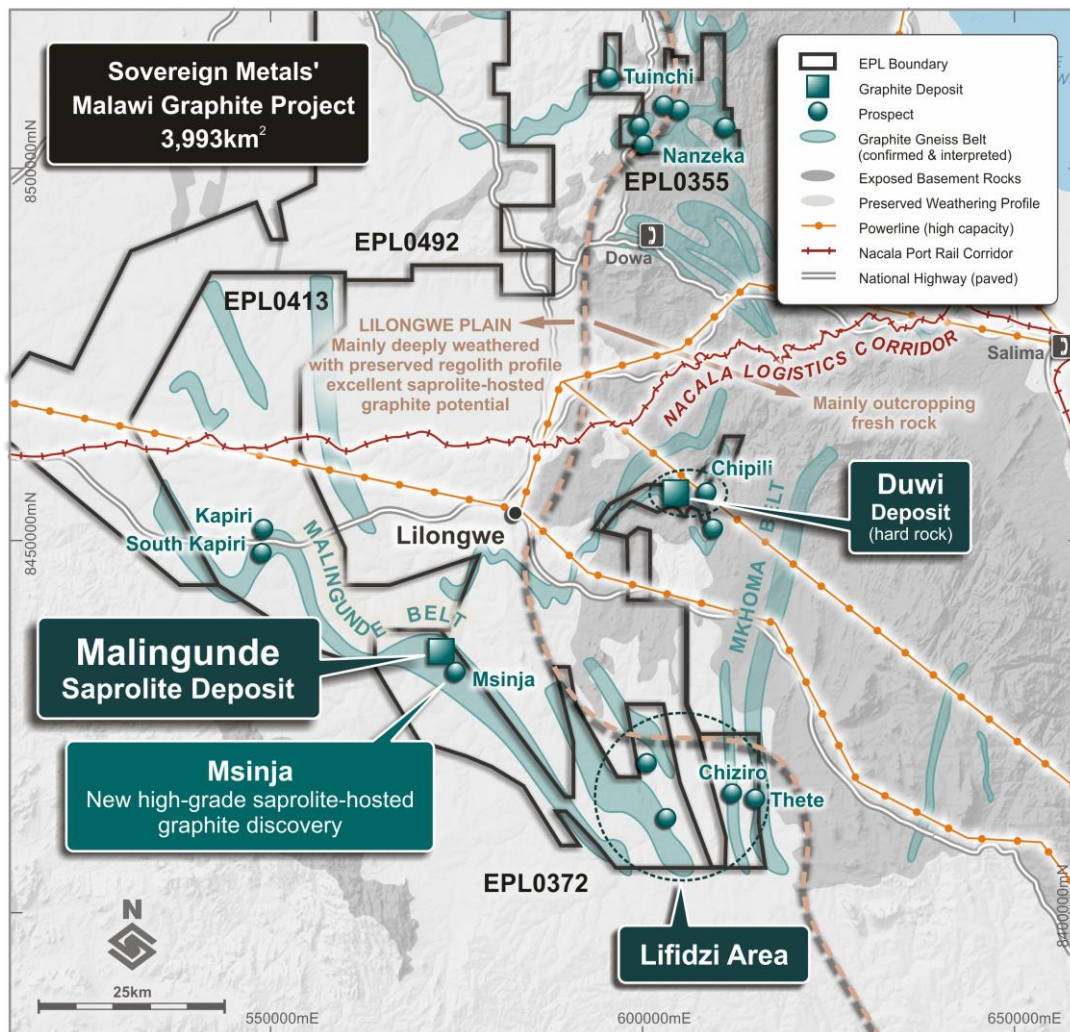 Sovereign Metals'
Malawi Graphite Project
3,993km²
EPL Boundary
Graphite Deposit
Prospect
Graphite Gneiss Belt
(confirmed & interpreted)
Exposed Basement Rocks
Preserved Weathering Profile
Powerline (high capacity)
Nacala Port Rail Corridor
National Highway (paved)
Tuinchi
Nanzeka
EPL0355
8500000mN
EPL0492
Dowa
EPL0413
LILONGWE PLAIN
Mainly deeply weathered
with preserved regolith profile
excellent saprolite-hosted
graphite potential
NACALA LOGISTICS CORRIDOR
Salima
Mainly outcropping
fresh rock
Chipili
Duwi
Deposit
(hard rock)
Kapiri
South Kapiri
Lilongwe
8450000mN
MALINGUNDE BELT
MKHOMA BELT
Malingunde
Saprolite Deposit
Msinja
Msinja
New high-grade saprolite-hosted
graphite discovery
Chiziro
Thete
EPL0372
8400000mN
Lifidzi Area
N
25km
550000mE
600000mE
650000mE